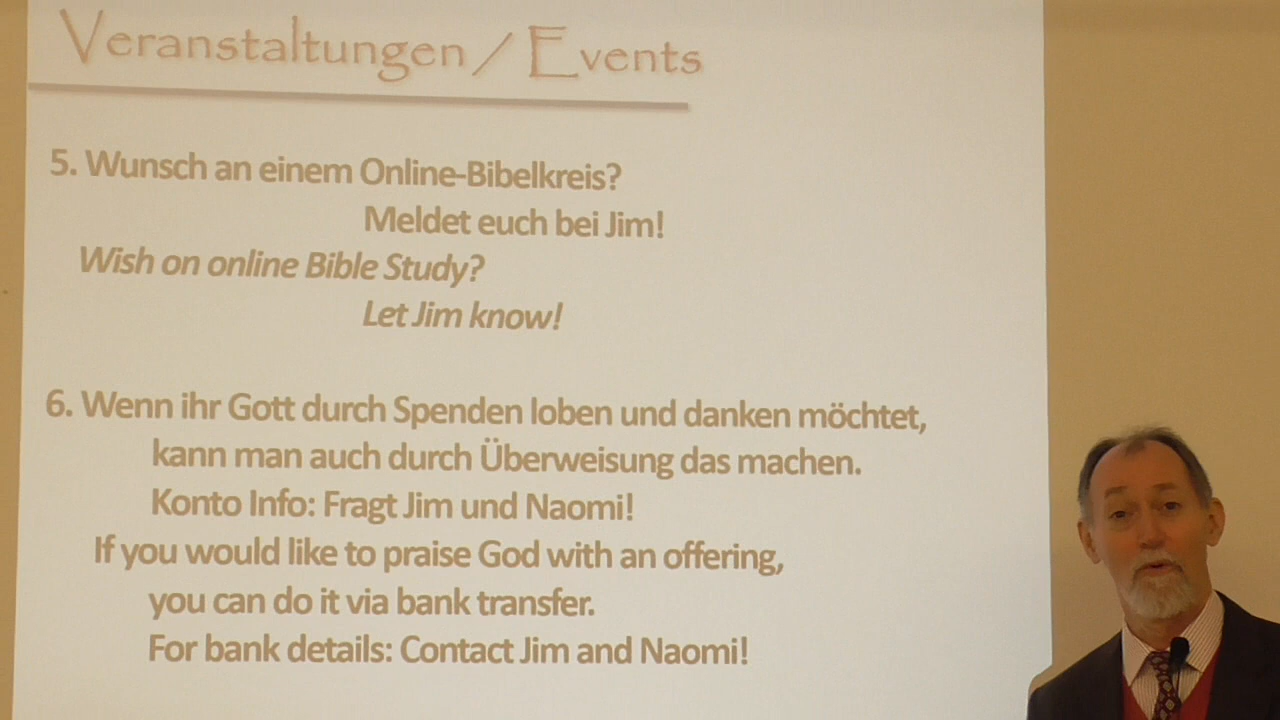 Veranstaltungen / Events
5. Wunsch an einem Online-Bibelkreis?
Meldet euch bei Jim!
Wish on online Bible Study?
Let Jim know!
6. Wenn ihr Gott durch Spenden loben und danken möchtet,
kann man auch durch Überweisung das machen.
Konto Info: Fragt Jim und Naomi!
If you would like to praise God with an offering,
you can do it via bank transfer.
For bank details: Contact Jim and Naomi!